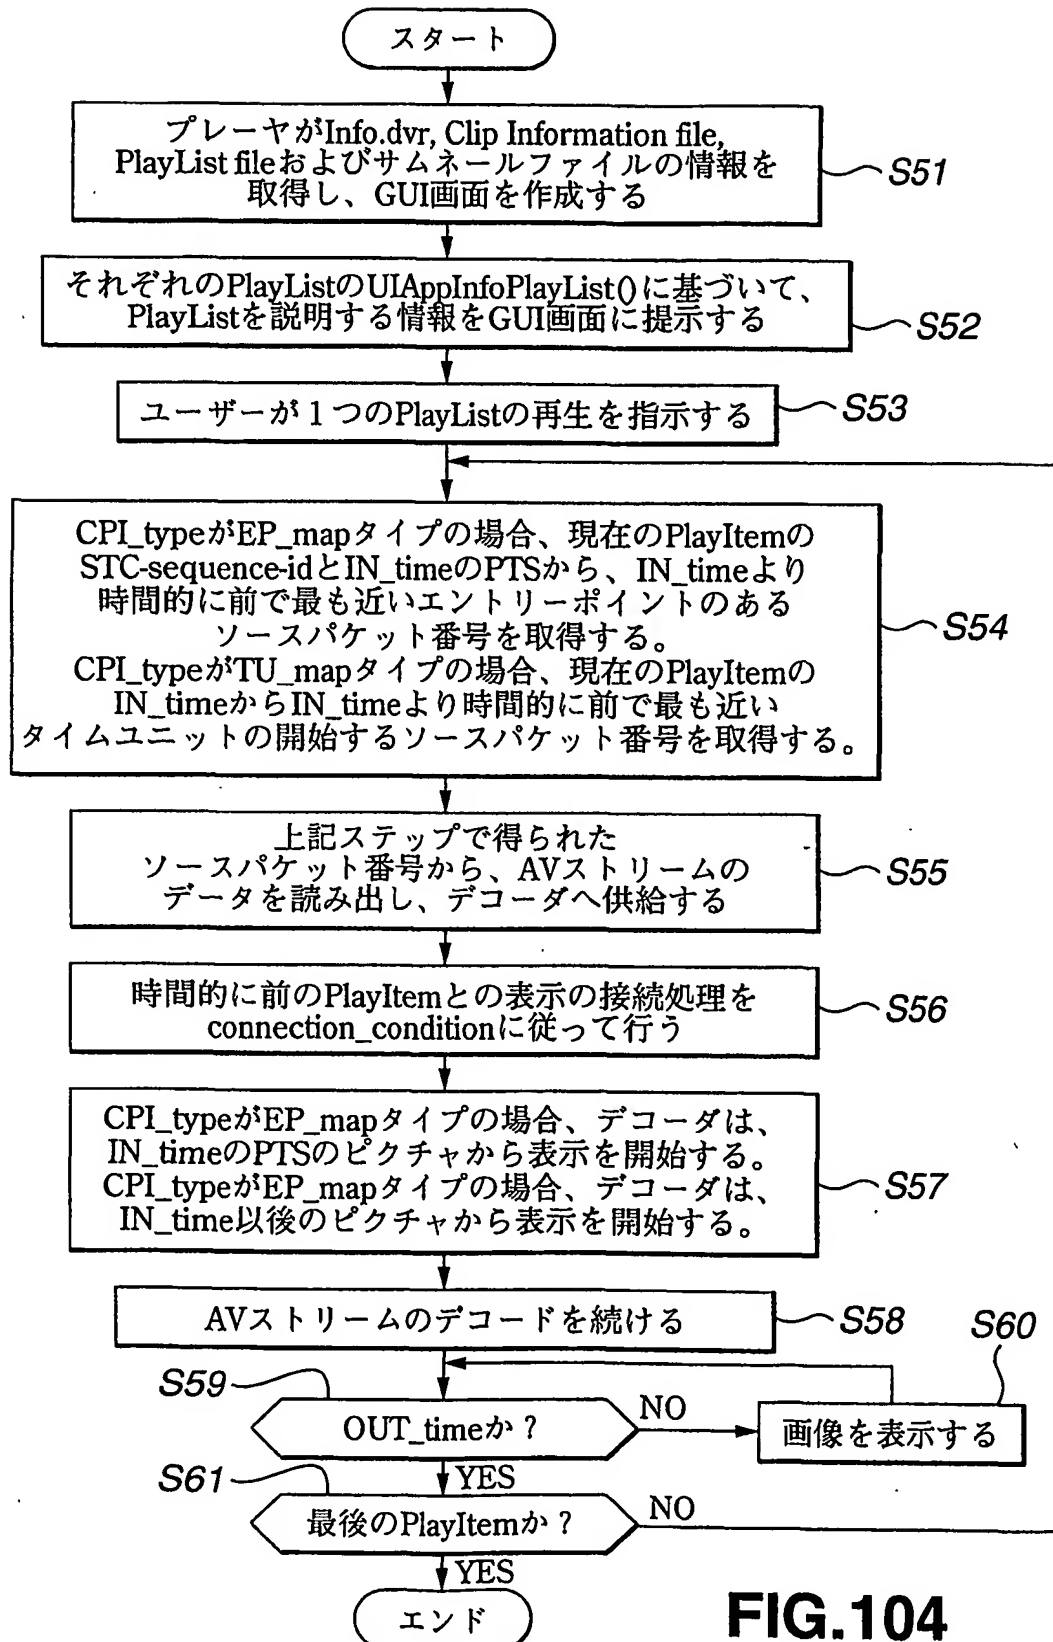 スタート
プレーヤがInfo.dvr, Clip Information file,
PlayList fileおよびサムネールファイルの情報を
取得し、GUI画面を作成する
S51
それぞれのPlayListのUIAppInfoPlayList()に基づいて、
PlayListを説明する情報をGUI画面に提示する
S52
ユーザーが1つのPlayListの再生を指示する
S53
CPI_typeがEP_mapタイプの場合、現在のPlayItemの
STC-sequence-idとIN_timeのPTSから、IN_timeより
時間的に前で最も近いエントリーポイントのある
ソースパケット番号を取得する。
CPI_typeがTU_mapタイプの場合、現在のPlayItemの
IN_timeからIN_timeより時間的に前で最も近い
タイムユニットの開始するソースパケット番号を取得する。
S54
上記ステップで得られた
ソースパケット番号から、AVストリームの
データを読み出し、デコーダへ供給する
S55
時間的に前のPlayItemとの表示の接続処理を
connection_conditionに従って行う
S56
CPI_typeがEP_mapタイプの場合、デコーダは、
IN_timeのPTSのピクチャから表示を開始する。
CPI_typeがEP_mapタイプの場合、デコーダは、
IN_time以後のピクチャから表示を開始する。
S57
AVストリームのデコードを続ける
S58
S60
S59
OUT_timeか?
NO
画像を表示する
YES
S61
最後のPlayItemか?
NO
YES
エンド
FIG.104